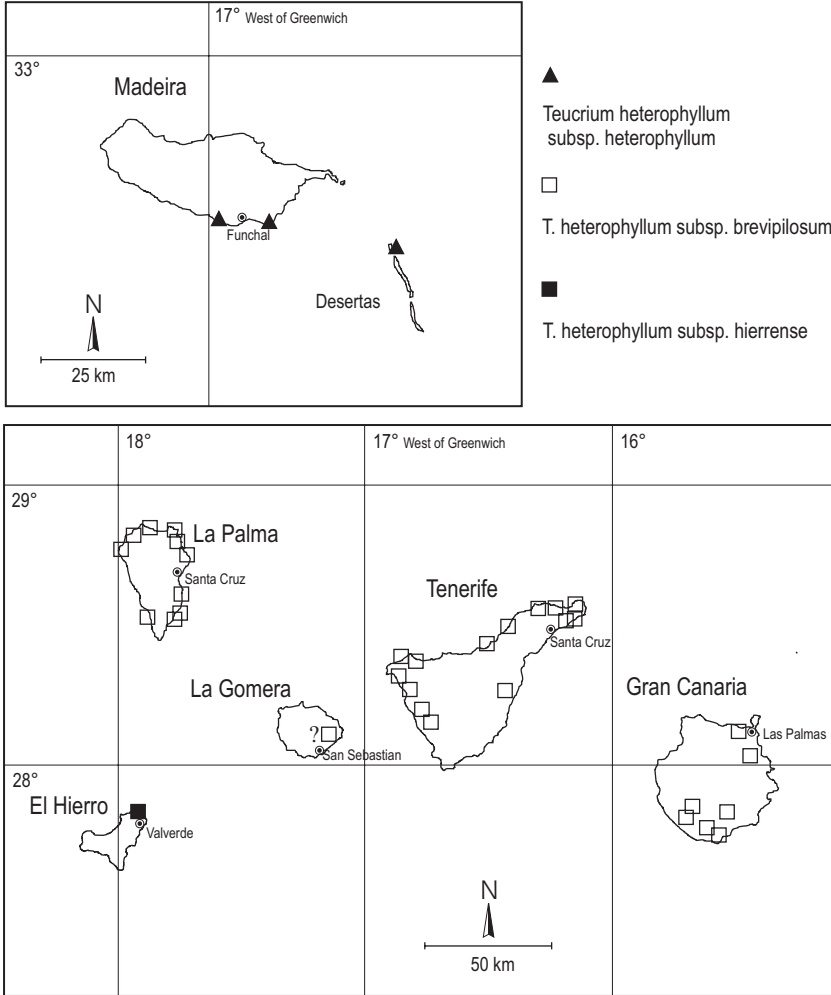 17° West of Greenwich
33°
Madeira
Funchal
Desertas
N
25 km
Teucrium heterophyllum
subsp. heterophyllum
T. heterophyllum subsp. brevipilosum
T. heterophyllum subsp. hierrense
18°
17° West of Greenwich
16°
29°
La Palma
Santa Cruz
Tenerife
Santa Cruz
La Gomera
?
San Sebastian
Gran Canaria
Las Palmas
28°
El Hierro
Valverde
N
50 km